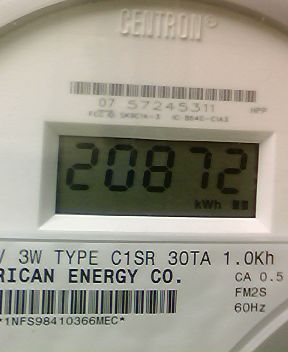 CENTRON®
07 57245311 HPP
20872
kWh
V 3W TYPE C1SR 30TA 1.0Kh
RICAN ENERGY CO. CA 0.5
FM2S
*1NFS98410366MEC* 60Hz